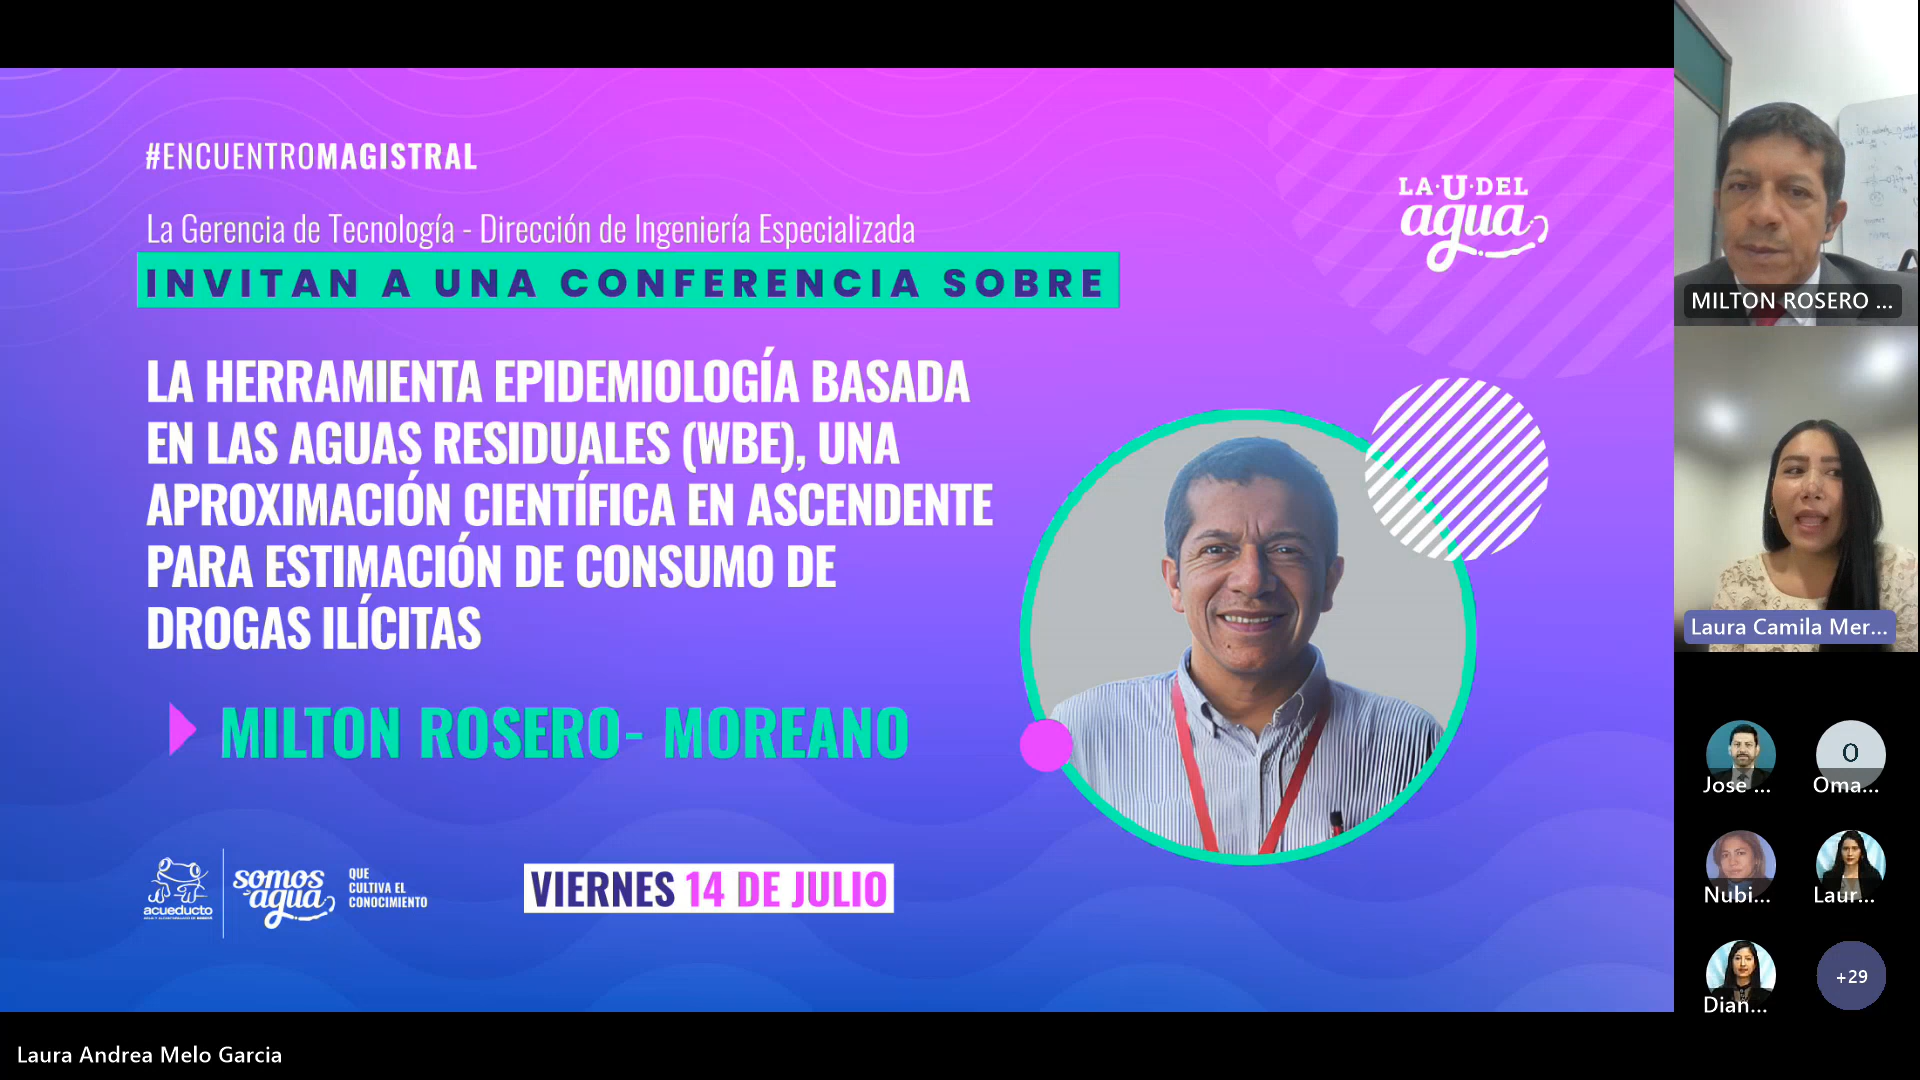 #ENCUENTROMAGISTRAL
La Gerencia de Tecnología - Dirección de Ingeniería Especializada
INVITAN A UNA CONFERENCIA SOBRE
LA HERRAMIENTA EPIDEMIOLOGÍA BASADA
EN LAS AGUAS RESIDUALES (WBE), UNA
APROXIMACIÓN CIENTÍFICA EN ASCENDENTE
PARA ESTIMACIÓN DE CONSUMO DE
DROGAS ILÍCITAS
MILTON ROSERO- MOREANO
LA·U·DEL
agua
acueducto
somos
agua
QUE
CULTIVA EL
CONOCIMIENTO
VIERNES 14 DE JULIO
MILTON ROSERO ...
Laura Camila Mer...
Jose ...
O
Oma...
Nubi...
Laur...
Dian...
+29
Laura Andrea Melo Garcia